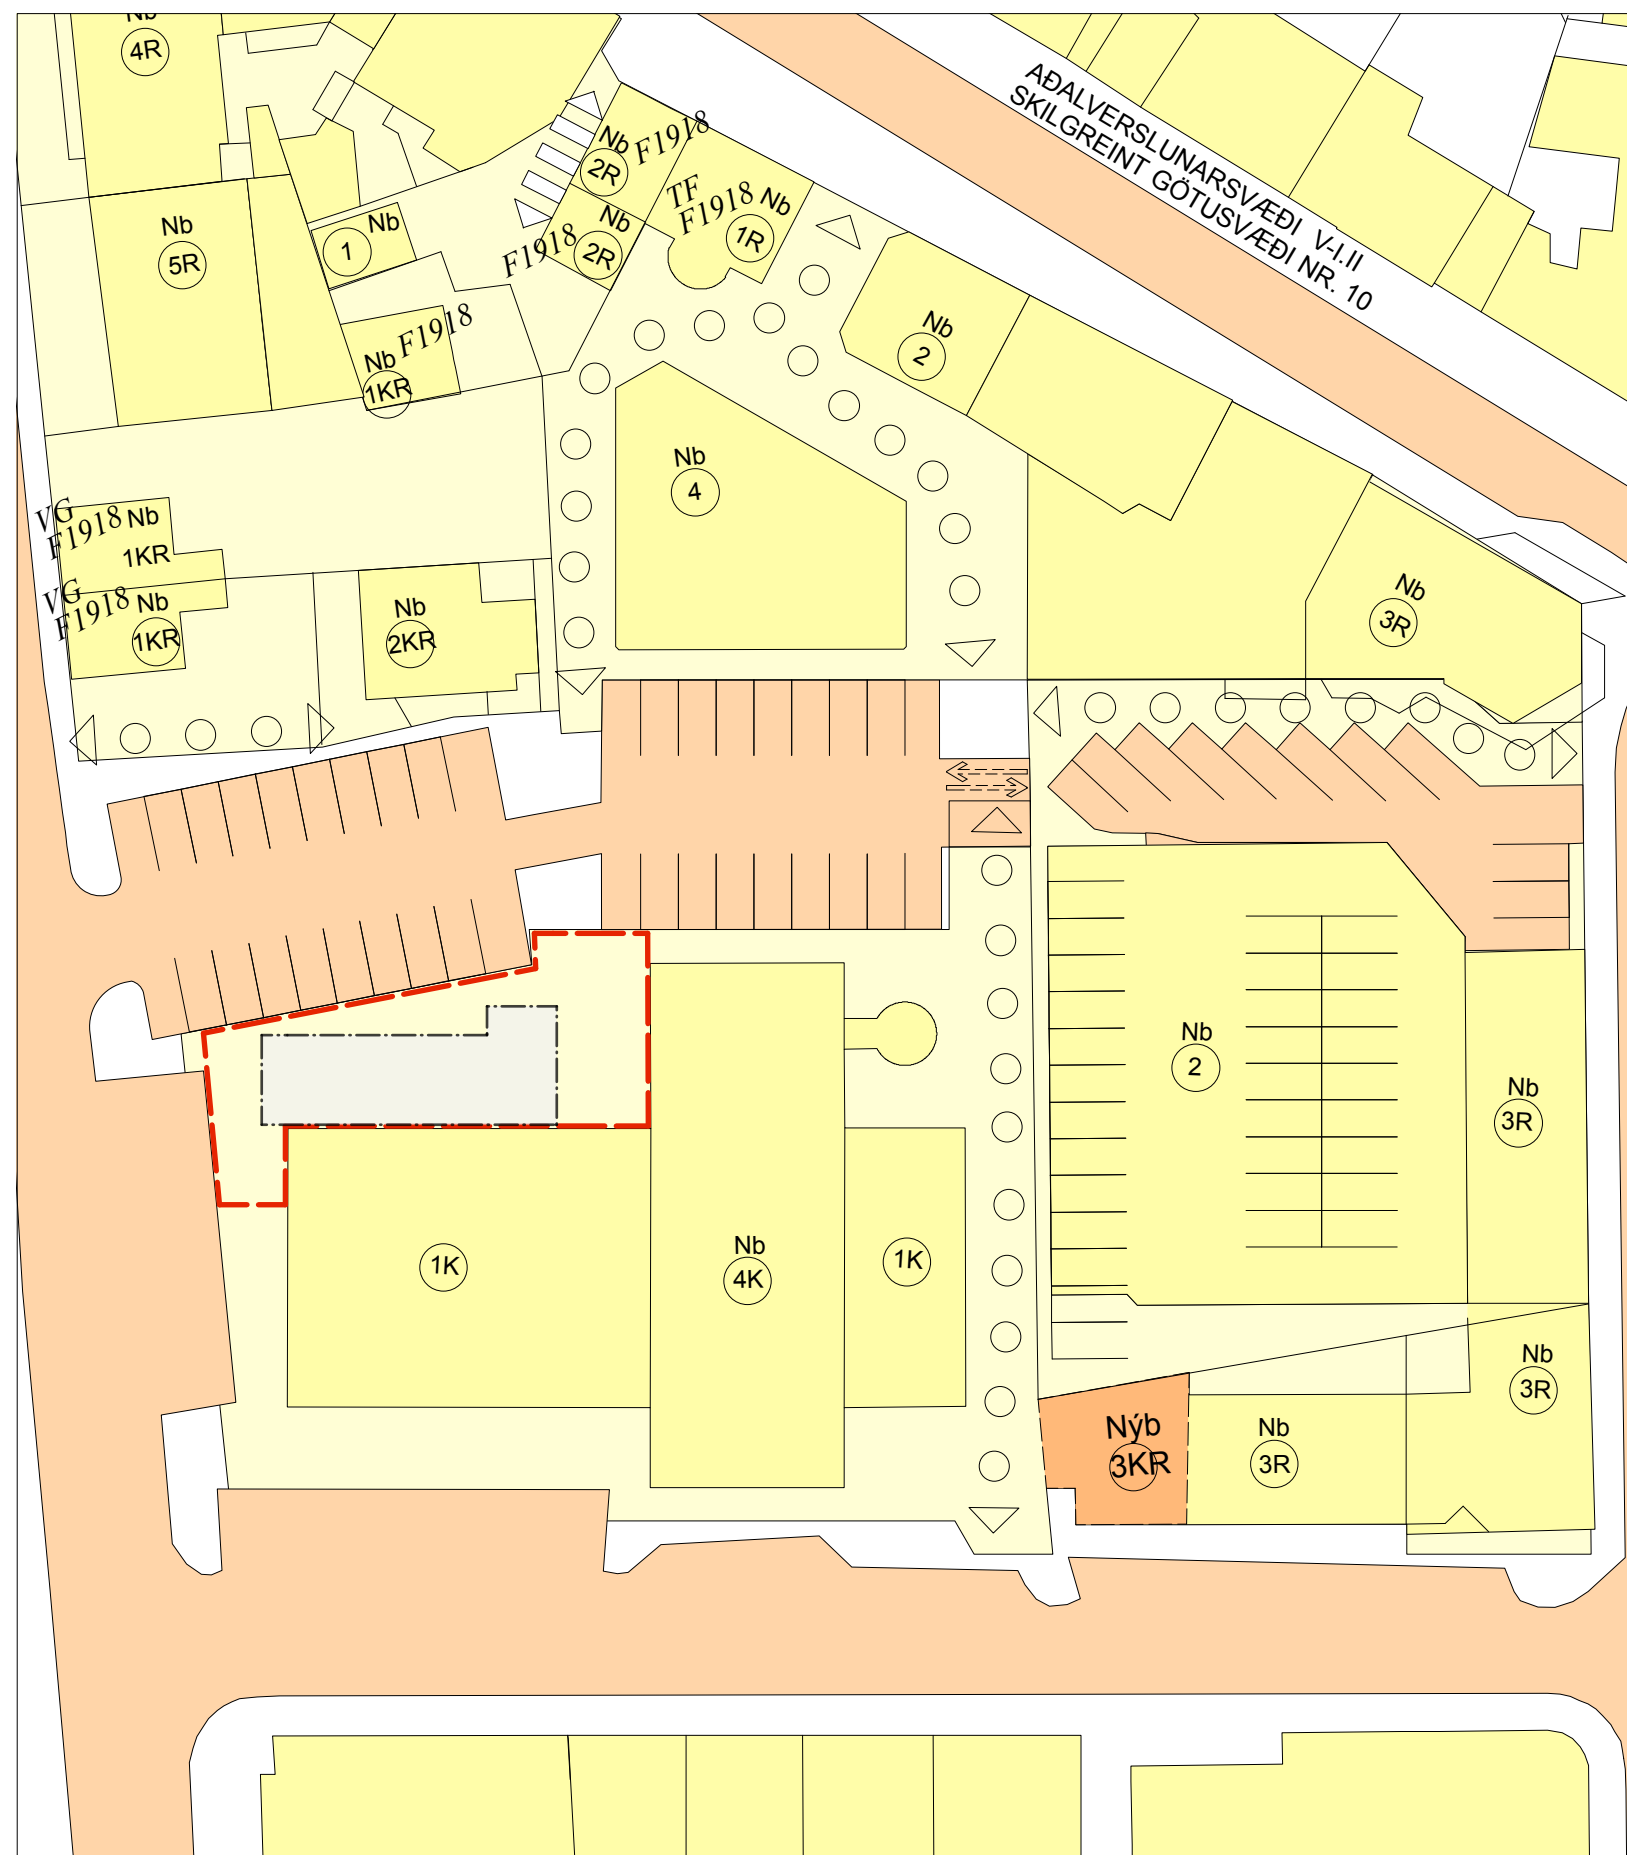 Nb
4R
AÐALVERSLUNARSVÆÐI V-I.II
SKILGREINT GÖTUSVÆÐI NR. 10
Nb
2R
F1918
TF
F1918
Nb
1R
Nb
2R
F1918
Nb
5R
Nb
1
F1918
Nb
1KR
Nb
2
Nb
4
VG
F1918
Nb
1KR
VG
F1918
Nb
1KR
Nb
2KR
Nb
3R
Nb
2
Nb
3R
1K
Nb
4K
1K
Nb
3R
Nýb
3KR
Nb
3R